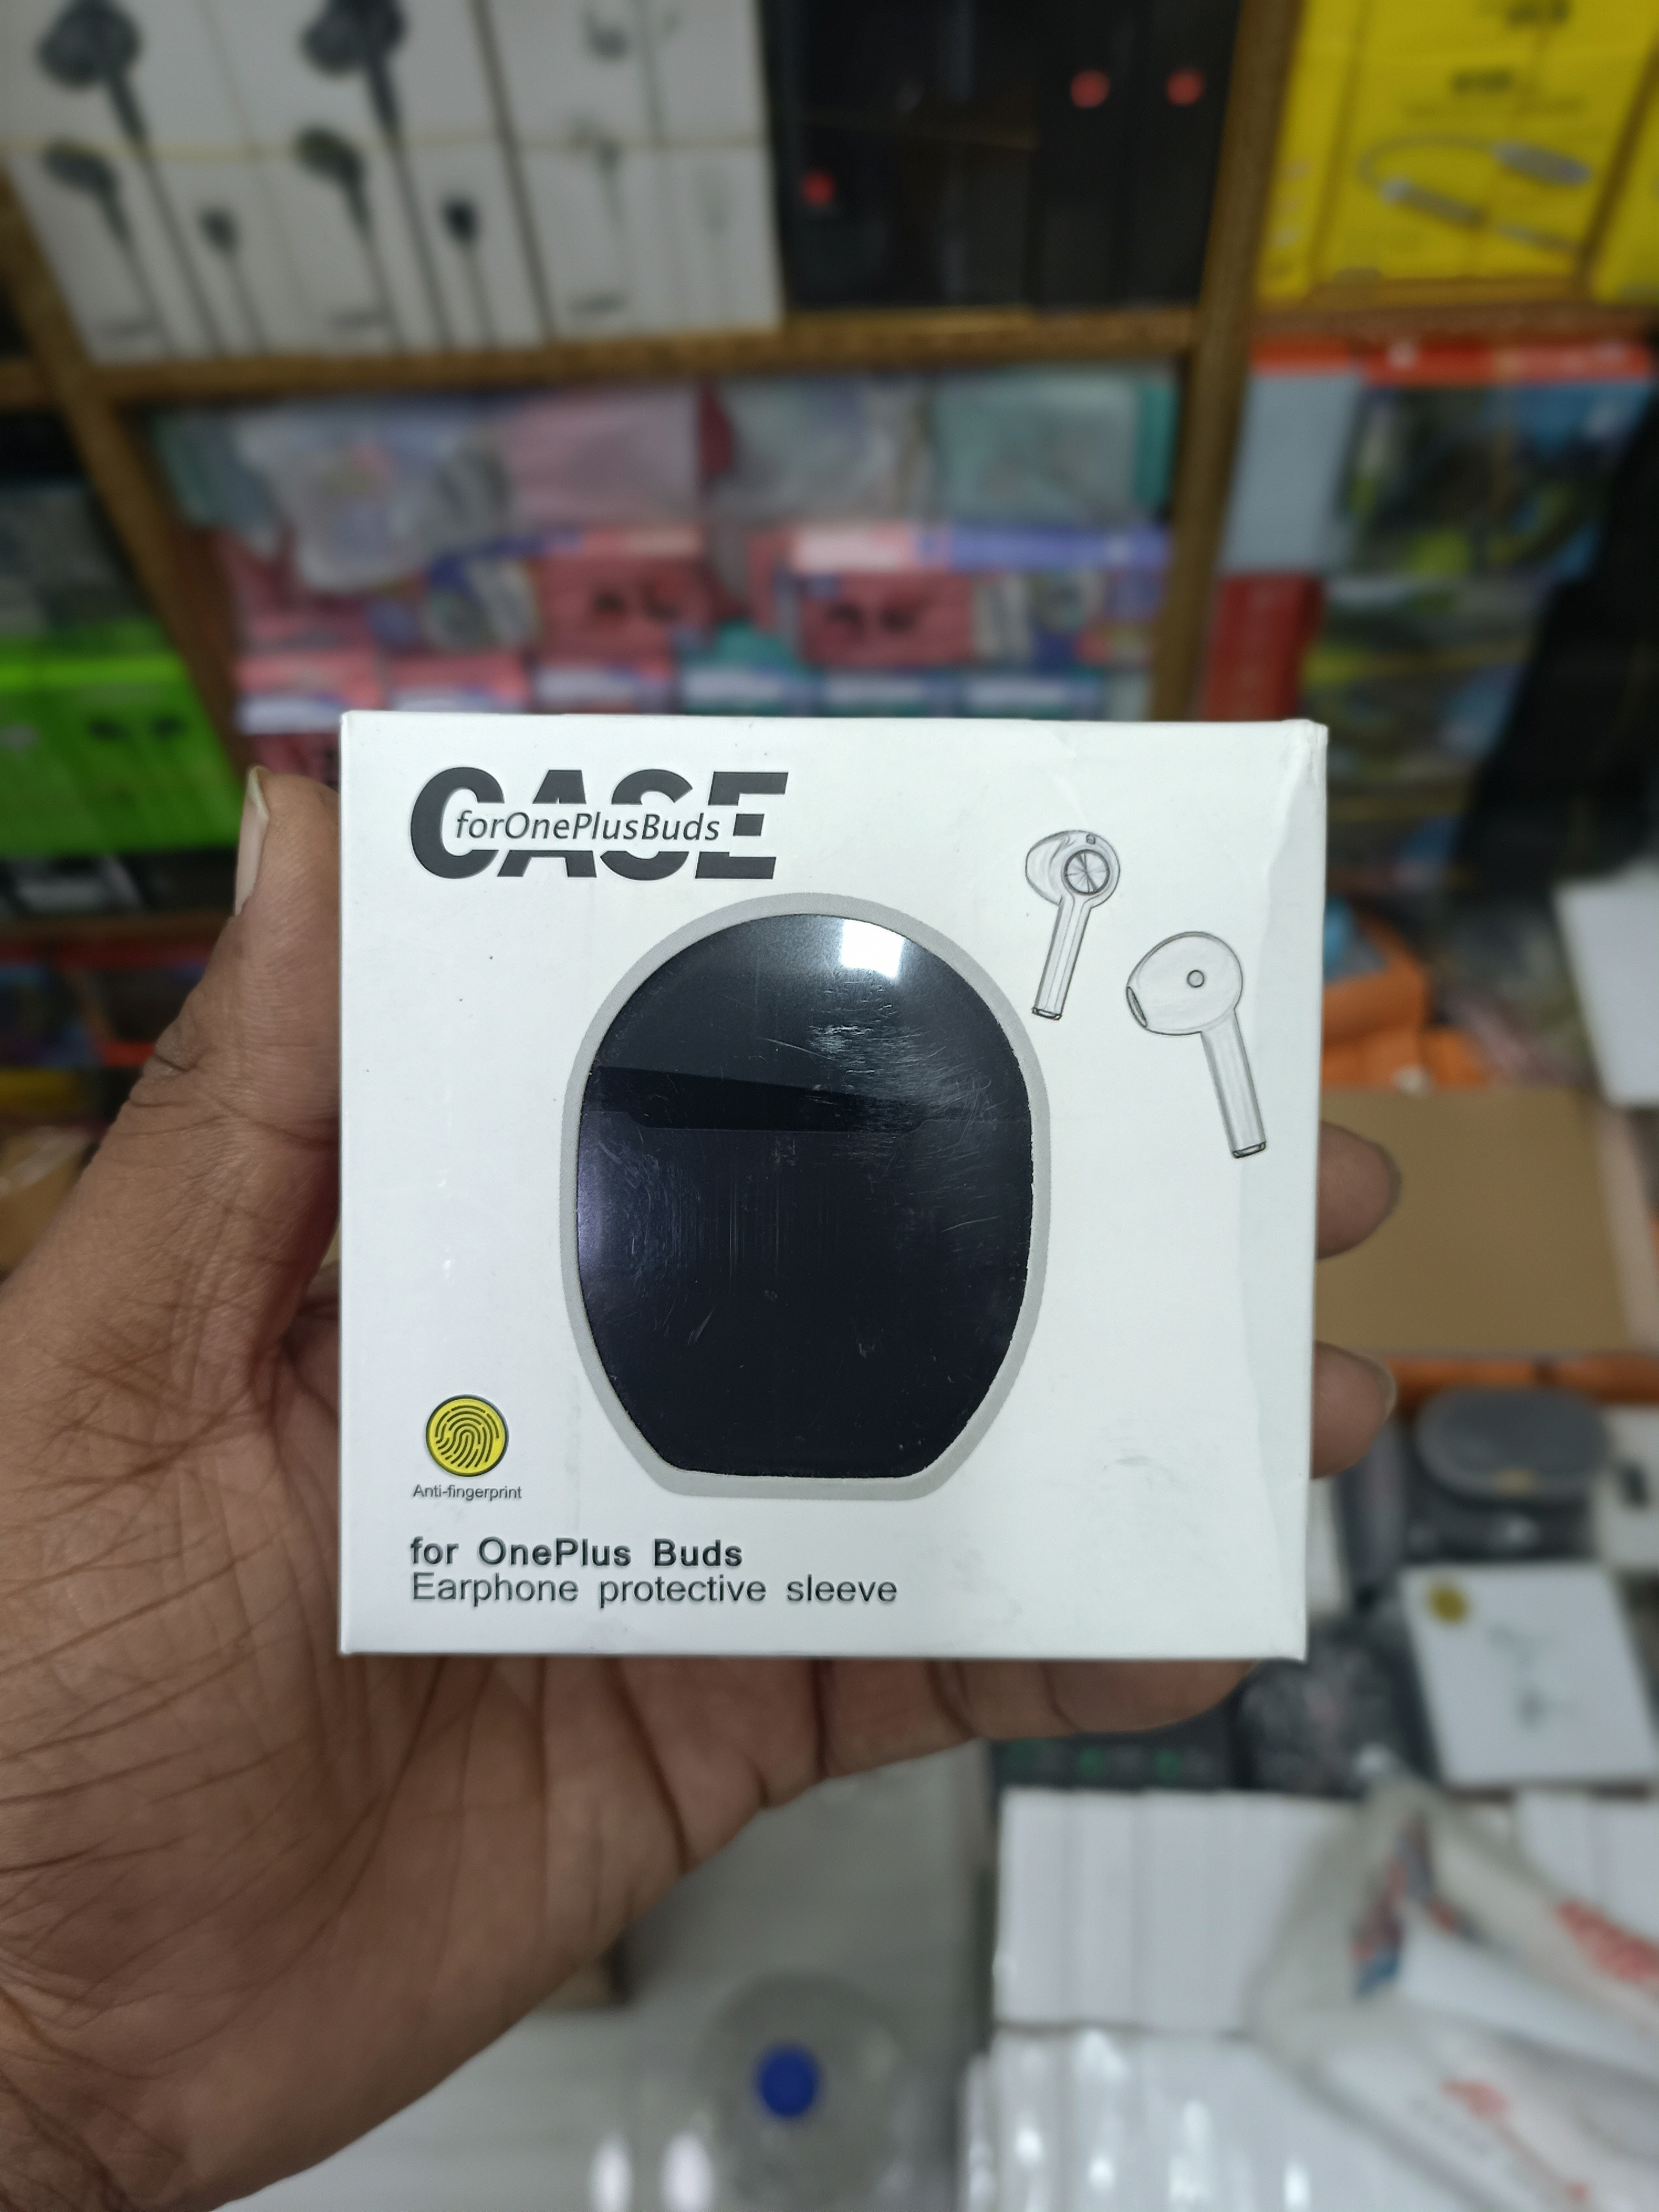 CASE
forOnePlusBuds
Anti-fingerprint
for OnePlus Buds
Earphone protective sleeve